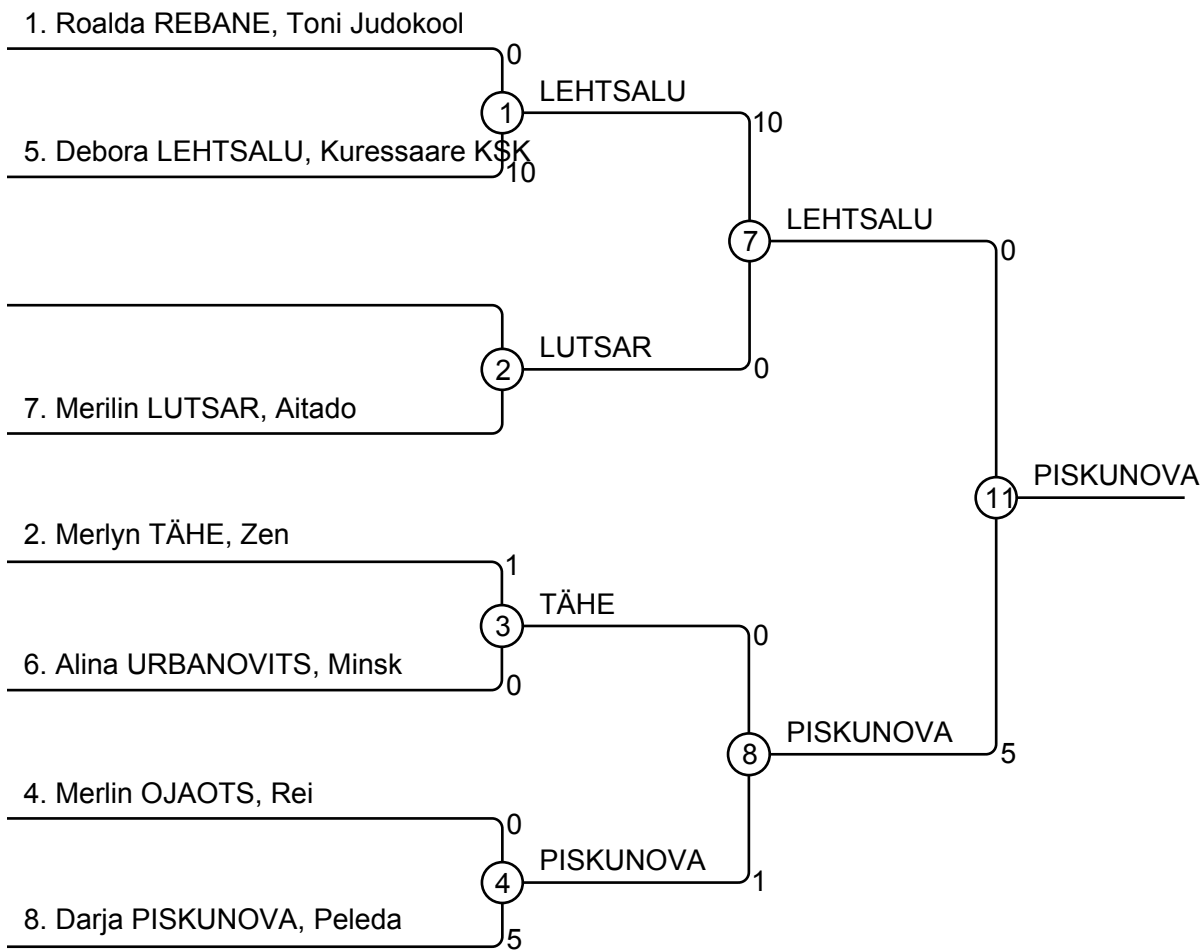 1. Roalda REBANE, Toni Judokool
0
1
LEHTSALU
10
5. Debora LEHTSALU, Kuressaare KSK
10
7
LEHTSALU
0
2
LUTSAR
0
7. Merilin LUTSAR, Aitado
11
PISKUNOVA
2. Merlyn TÄHE, Zen
1
3
TÄHE
0
6. Alina URBANOVITS, Minsk
0
8
PISKUNOVA
5
4. Merlin OJAOTS, Rei
0
4
PISKUNOVA
1
8. Darja PISKUNOVA, Peleda
5